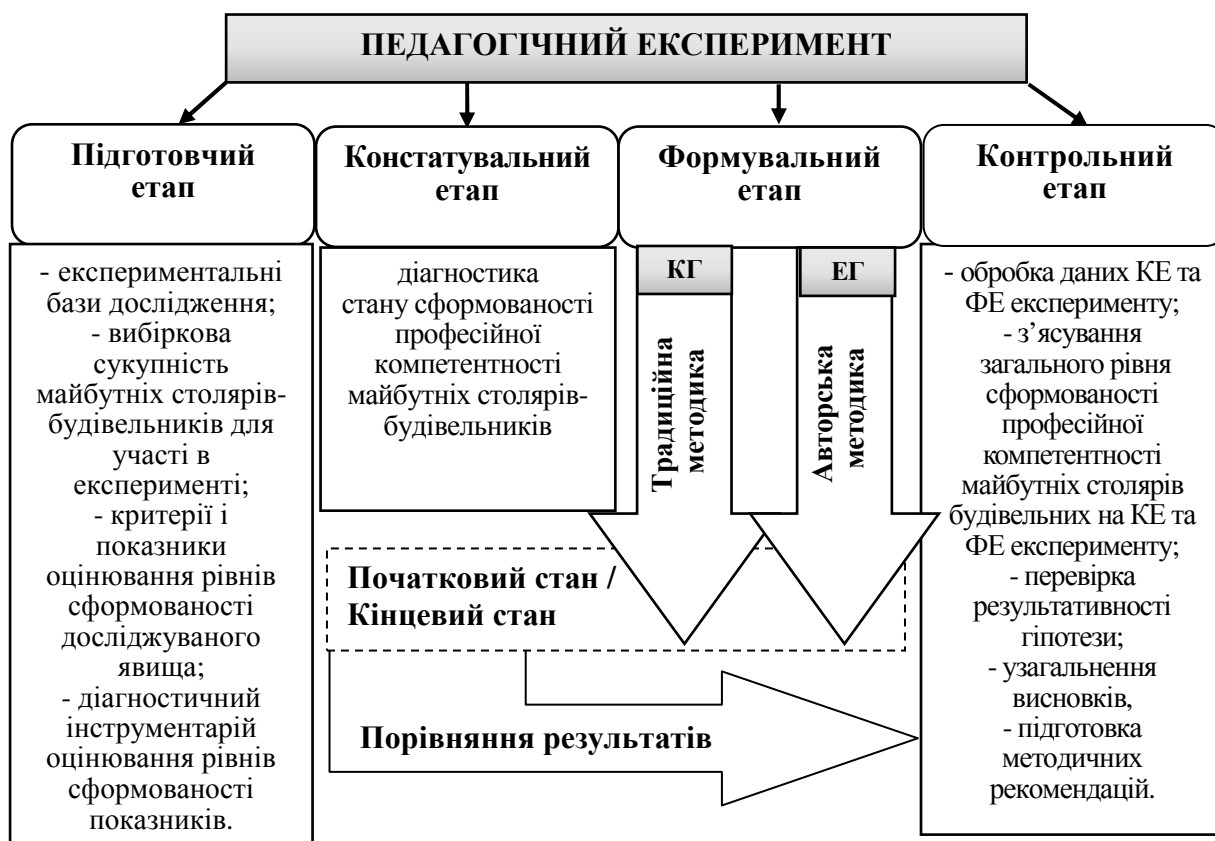 ПЕДАГОГІЧНИЙ ЕКСПЕРИМЕНТ
Підготовчий
етап
Констатувальний
етап
Формувальний
етап
Контрольний
етап
- експериментальні
бази дослідження;
- вибіркова
сукупність
майбутніх столярів-
будівельників для
участі в
експерименті;
- критерії і
показники
оцінювання рівнів
сформованості
досліджуваного
явища;
- діагностичний
інструментарій
оцінювання рівнів
сформованості
показників.
діагностика
стану сформованості
професійної
компетентності
майбутніх столярів-
будівельників
КГ
Традиційна
методика
ЕГ
Авторська
методика
Початковий стан /
Кінцевий стан
Порівняння результатів
- обробка даних КЕ та
ФЕ експерименту;
- з’ясування
загального рівня
сформованості
професійної
компетентності
майбутніх столярів
будівельних на КЕ та
ФЕ експерименту;
- перевірка
результативності
гіпотези;
- узагальнення
висновків,
- підготовка
методичних
рекомендацій.